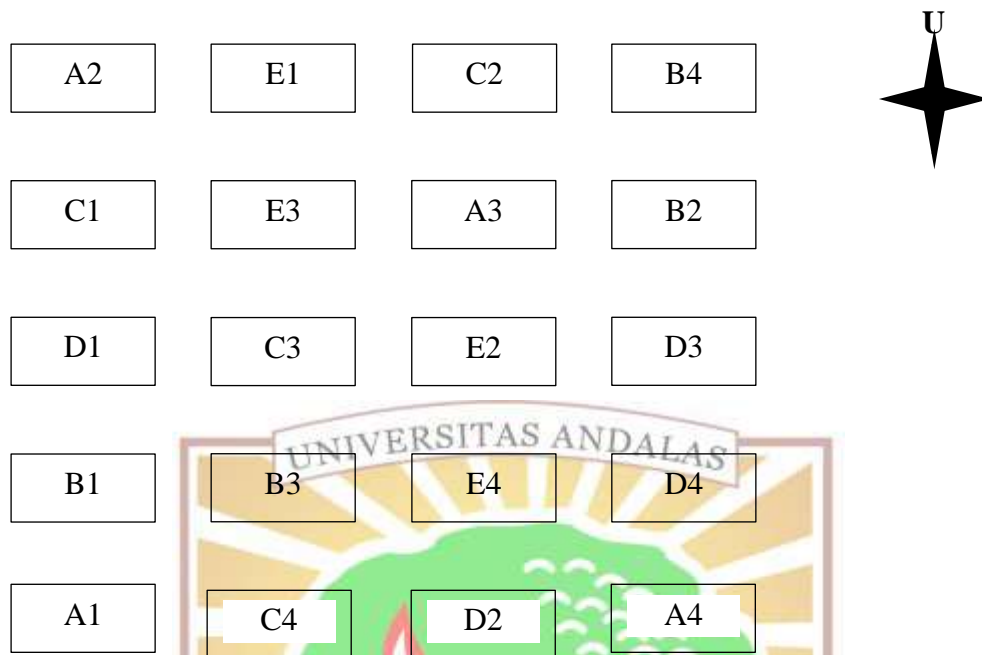 U
A2 E1 C2 B4
C1 E3 A3 B2
D1 C3 E2 D3
UNIVERSITAS ANDALAS
B1 B3 E4 D4
A1 C4 D2 A4